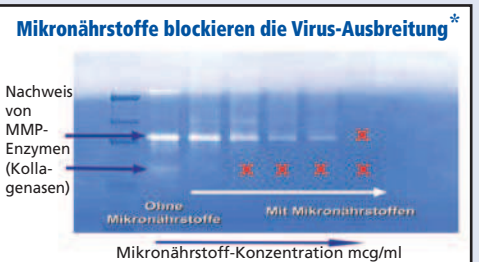 Mikronährstoffe blockieren die Virus-Ausbreitung*
Nachweis
von
MMP-
Enzymen
(Kolla-
genasen)
Ohne
Mikronährstoffe
Mit Mikronährstoffen
Mikronährstoff-Konzentration mcg/ml